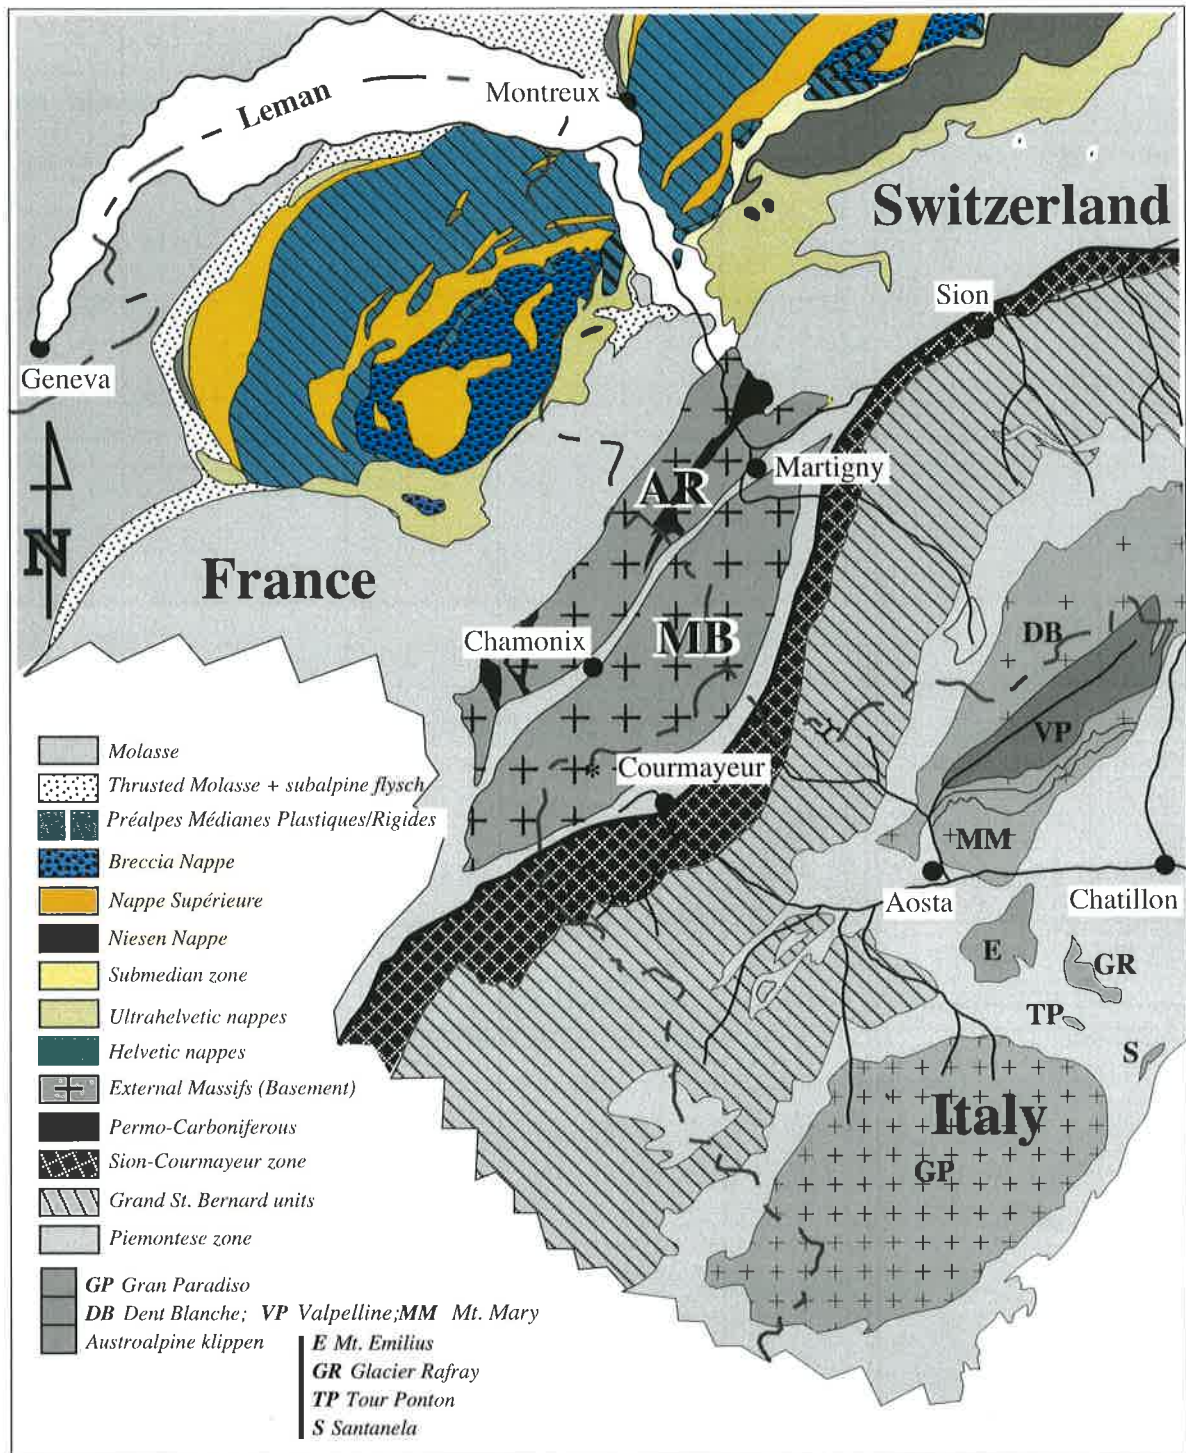 Leman
Montreux
Switzerland
Sion
Geneva
Martigny
AR
N
France
Chamonix
MB
DB
VP
Courmayeur
MM
Aosta
Chatillon
E
GR
TP
S
Italy
GP
Molasse
Thrusted Molasse + subalpine flysch
Préalpes Médianes Plastiques/Rigides
Breccia Nappe
Nappe Supérieure
Niesen Nappe
Submedian zone
Ultrahelvetic nappes
Helvetic nappes
External Massifs (Basement)
Permo-Carboniferous
Sion-Courmayeur zone
Grand St. Bernard units
Piemontese zone
GP Gran Paradiso
DB Dent Blanche; VP Valpelline;MM Mt. Mary
Austroalpine klippen
E Mt. Emilius
GR Glacier Rafray
TP Tour Ponton
S Santanela